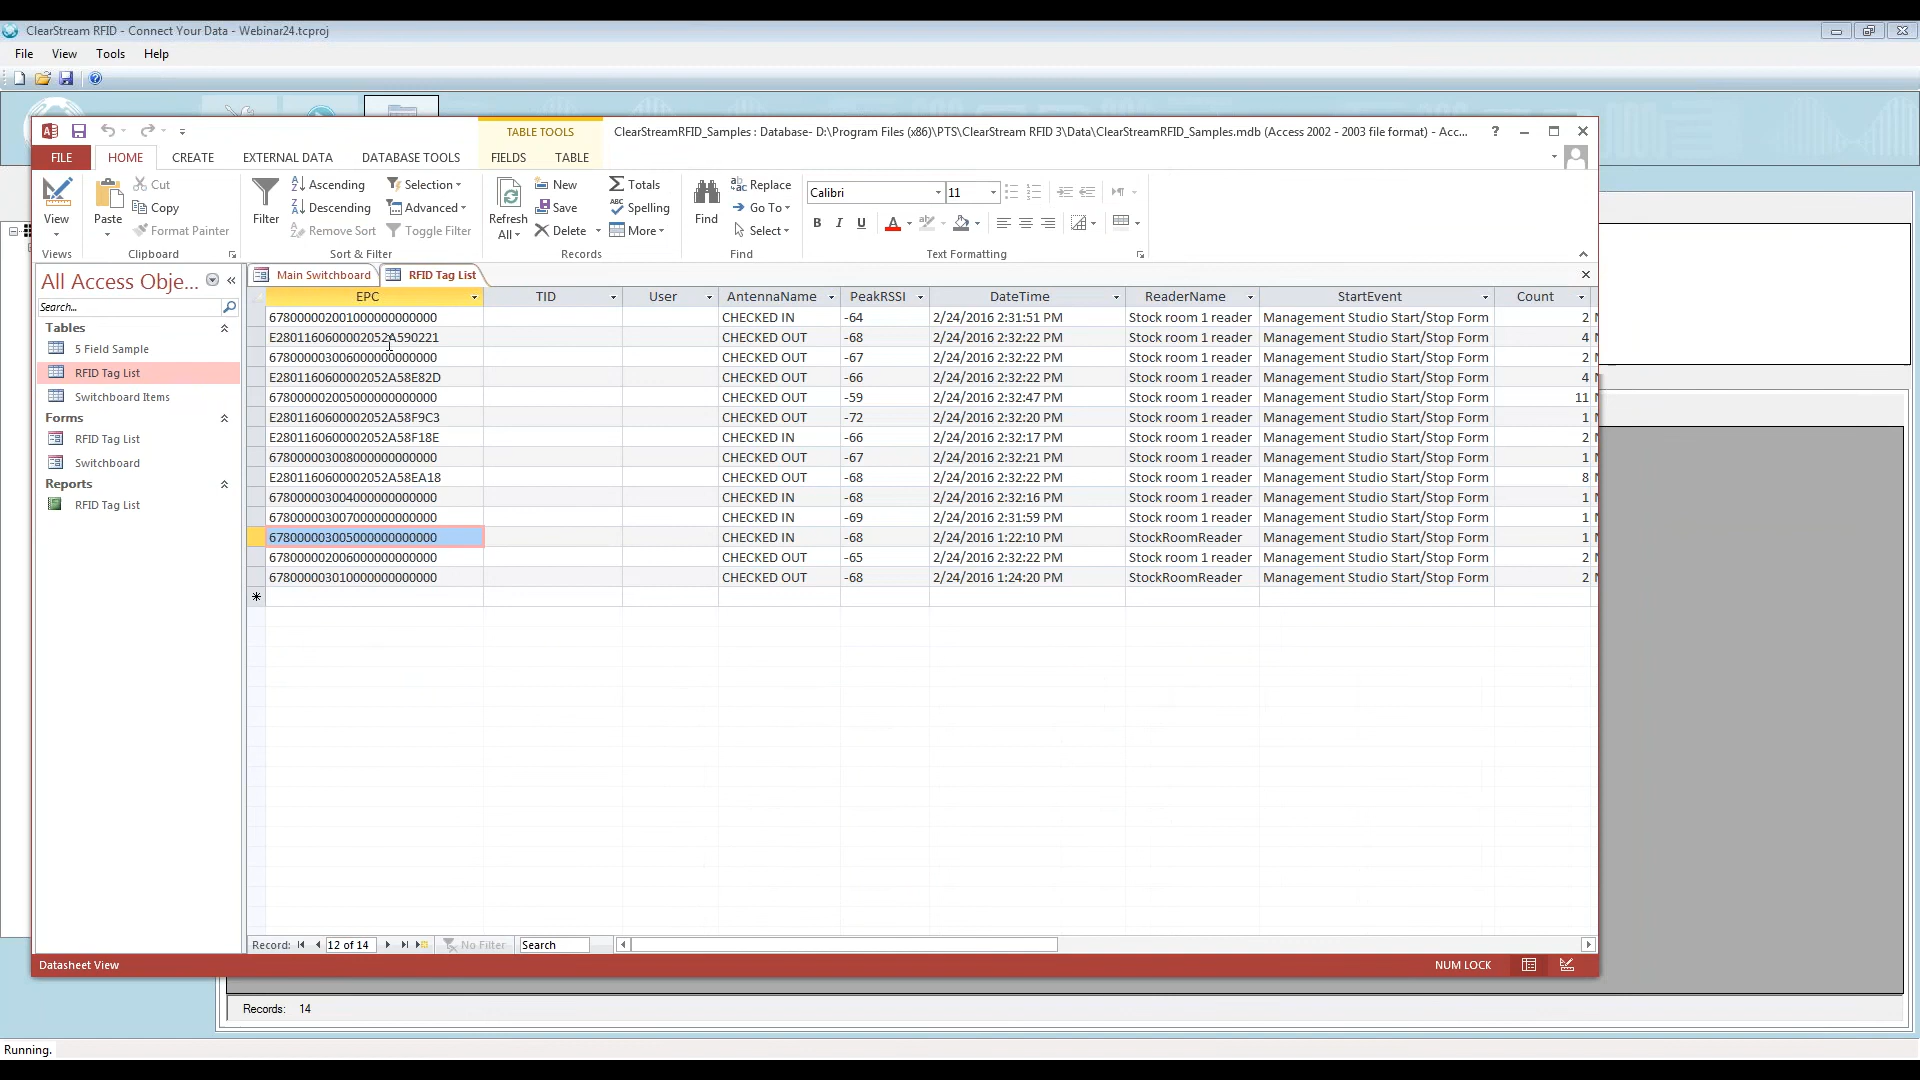 ClearStream RFID - Connect Your Data - Webinar24.tcproj
File View Tools Help
TABLE TOOLS
ClearStreamRFID_Samples : Database- D:\Program Files (x86)\PTS\ClearStream RFID 3\Data\ClearStreamRFID_Samples.mdb (Access 2002 - 2003 file format) - Acc...
FILE HOME CREATE EXTERNAL DATA DATABASE TOOLS FIELDS TABLE
Cut Ascending Selection New Totals Replace Calibri 11
View Paste Copy Filter Descending Advanced Refresh All Save Spelling Find Go To B I U A
Format Painter Remove Sort Toggle Filter Delete More Select
Views Clipboard Sort & Filter Records Find Text Formatting
All Access Obje...
Search...
Tables
5 Field Sample
RFID Tag List
Switchboard Items
Forms
RFID Tag List
Switchboard
Reports
RFID Tag List
Main Switchboard RFID Tag List
EPC TID User AntennaName PeakRSSI DateTime ReaderName StartEvent Count
678000002001000000000000 CHECKED IN -64 2/24/2016 2:31:51 PM Stock room 1 reader Management Studio Start/Stop Form 2
E2801160600002052A590221 CHECKED OUT -68 2/24/2016 2:32:22 PM Stock room 1 reader Management Studio Start/Stop Form 4
678000003006000000000000 CHECKED OUT -67 2/24/2016 2:32:22 PM Stock room 1 reader Management Studio Start/Stop Form 2
E2801160600002052A58E82D CHECKED OUT -66 2/24/2016 2:32:22 PM Stock room 1 reader Management Studio Start/Stop Form 4
678000002005000000000000 CHECKED OUT -59 2/24/2016 2:32:47 PM Stock room 1 reader Management Studio Start/Stop Form 11
E2801160600002052A58F9C3 CHECKED OUT -72 2/24/2016 2:32:20 PM Stock room 1 reader Management Studio Start/Stop Form 1
E2801160600002052A58F18E CHECKED IN -66 2/24/2016 2:32:17 PM Stock room 1 reader Management Studio Start/Stop Form 2
678000003008000000000000 CHECKED OUT -67 2/24/2016 2:32:21 PM Stock room 1 reader Management Studio Start/Stop Form 1
E2801160600002052A58EA18 CHECKED OUT -68 2/24/2016 2:32:22 PM Stock room 1 reader Management Studio Start/Stop Form 8
678000003004000000000000 CHECKED IN -68 2/24/2016 2:32:16 PM Stock room 1 reader Management Studio Start/Stop Form 1
678000003007000000000000 CHECKED IN -69 2/24/2016 2:31:59 PM Stock room 1 reader Management Studio Start/Stop Form 1
678000003005000000000000 CHECKED IN -68 2/24/2016 1:22:10 PM StockRoomReader Management Studio Start/Stop Form 1
678000002006000000000000 CHECKED OUT -65 2/24/2016 2:32:22 PM Stock room 1 reader Management Studio Start/Stop Form 2
678000003010000000000000 CHECKED OUT -68 2/24/2016 1:24:20 PM StockRoomReader Management Studio Start/Stop Form 2
Record: 12 of 14 No Filter Search
Datasheet View NUM LOCK
Records: 14
Running.